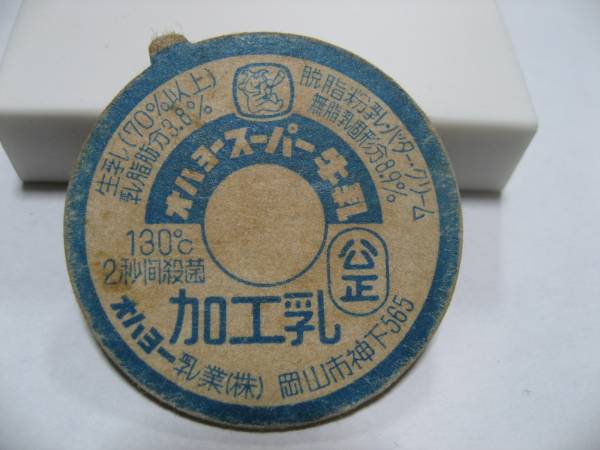 生乳(70%以上)
乳脂肪分3.8%
脱脂粉乳・バター・クリーム
無脂乳固形分8.9%
オハヨースーパー牛乳
130℃
2秒间殺菌
公正
加工乳
オハヨー乳業(株) 岡山市神下565